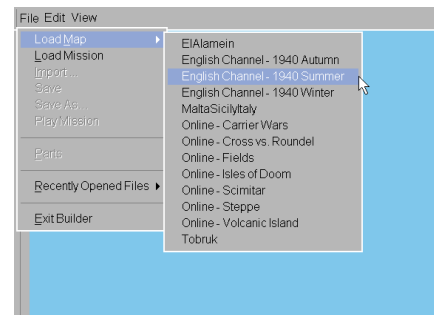 File Edit View
Load Map
Load Mission
Import...
Save
Save As...
Play Mission
Parts
Recently Opened Files
Exit Builder
ElAlamein
English Channel - 1940 Autumn
English Channel - 1940 Summer
English Channel - 1940 Winter
MaltaSicilyItaly
Online - Carrier Wars
Online - Cross vs. Roundel
Online - Fields
Online - Isles of Doom
Online - Scimitar
Online - Steppe
Online - Volcanic Island
Tobruk